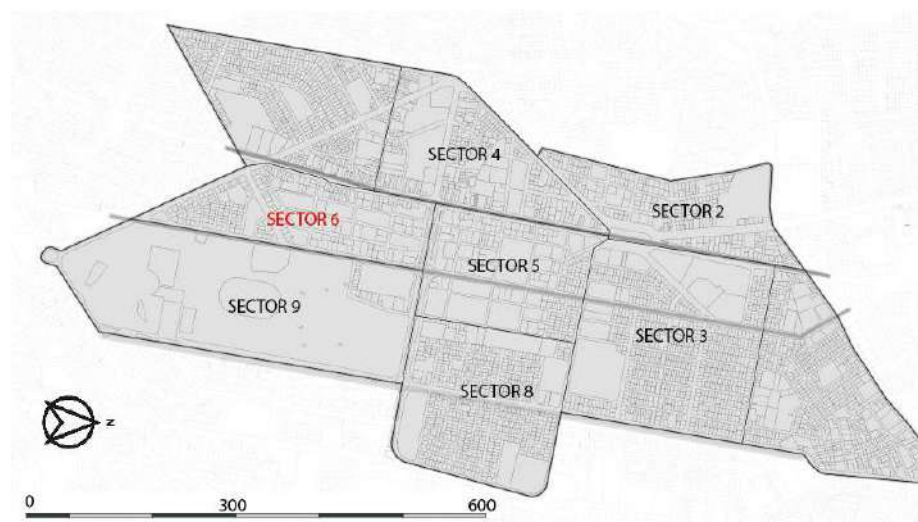 SECTOR 4
SECTOR 2
SECTOR 6
SECTOR 5
SECTOR 9
SECTOR 3
SECTOR 8
N
0 300 600